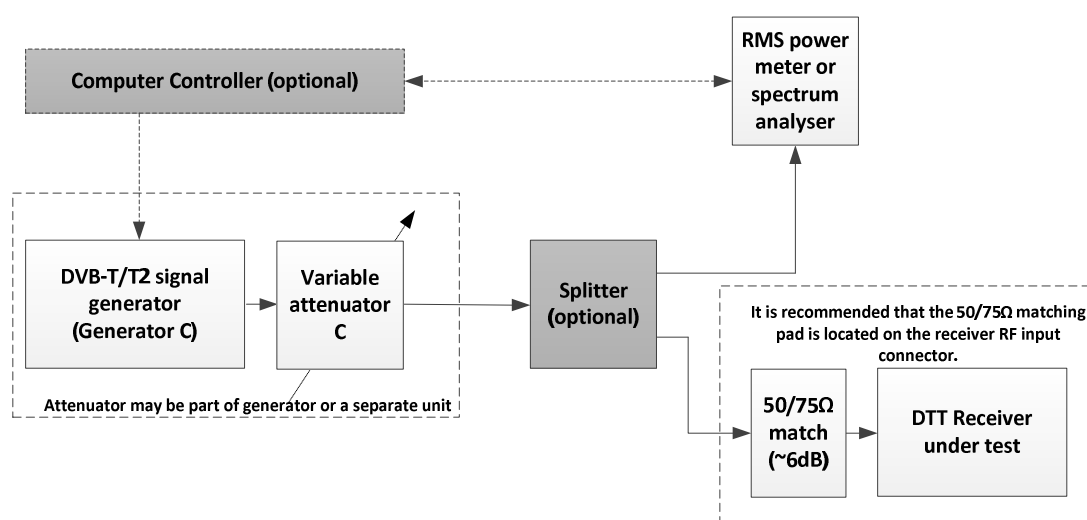 Computer Controller (optional)
RMS power
meter or
spectrum
analyser
DVB-T/T2 signal
generator
(Generator C)
Variable
attenuator
C
Attenuator may be part of generator or a separate unit
Splitter
(optional)
It is recommended that the 50/75Ω matching
pad is located on the receiver RF input
connector.
50/75Ω
match
(~6dB)
DTT Receiver
under test